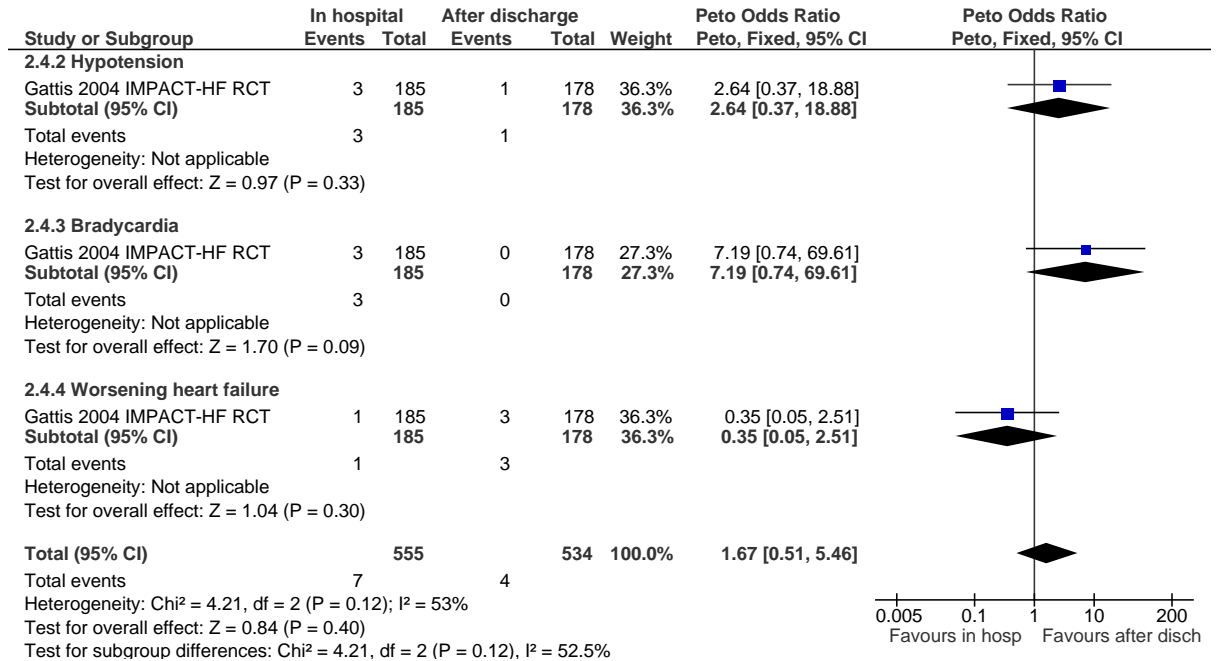 In hospital After discharge Peto Odds Ratio Peto Odds Ratio
Study or Subgroup Events Total Events Total Weight Peto, Fixed, 95% CI Peto, Fixed, 95% CI
2.4.2 Hypotension
Gattis 2004 IMPACT-HF RCT 3 185 1 178 36.3% 2.64 [0.37, 18.88]
Subtotal (95% CI) 185 178 36.3% 2.64 [0.37, 18.88]
Total events 3 1
Heterogeneity: Not applicable
Test for overall effect: Z = 0.97 (P = 0.33)
2.4.3 Bradycardia
Gattis 2004 IMPACT-HF RCT 3 185 0 178 27.3% 7.19 [0.74, 69.61]
Subtotal (95% CI) 185 178 27.3% 7.19 [0.74, 69.61]
Total events 3 0
Heterogeneity: Not applicable
Test for overall effect: Z = 1.70 (P = 0.09)
2.4.4 Worsening heart failure
Gattis 2004 IMPACT-HF RCT 1 185 3 178 36.3% 0.35 [0.05, 2.51]
Subtotal (95% CI) 185 178 36.3% 0.35 [0.05, 2.51]
Total events 1 3
Heterogeneity: Not applicable
Test for overall effect: Z = 1.04 (P = 0.30)
Total (95% CI) 555 534 100.0% 1.67 [0.51, 5.46]
Total events 7 4
Heterogeneity: Chi² = 4.21, df = 2 (P = 0.12); I² = 53%
Test for overall effect: Z = 0.84 (P = 0.40)
Test for subgroup differences: Chi² = 4.21, df = 2 (P = 0.12), I² = 52.5%
0.005 0.1 1 10 200
Favours in hosp Favours after disch